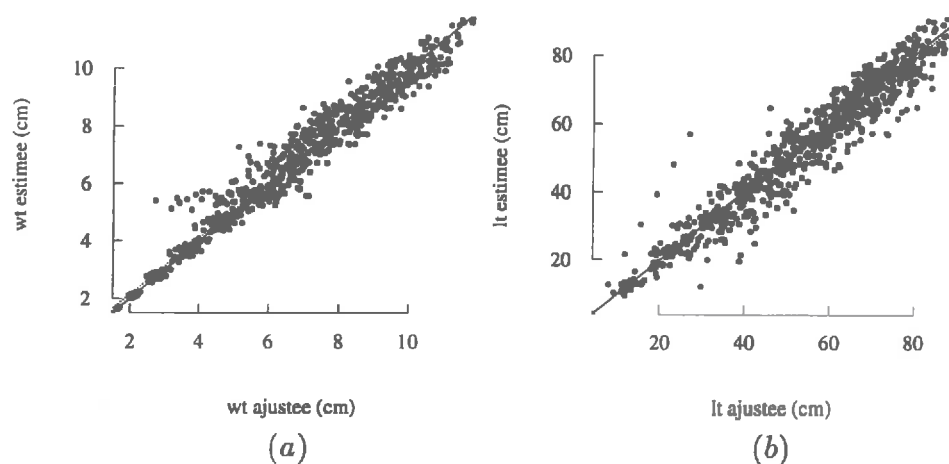 wt estimee (cm)
10
8
6
4
2
2 4 6 8 10
wt ajustee (cm)
(a)
lt estimee (cm)
80
60
40
20
20 40 60 80
lt ajustee (cm)
(b)